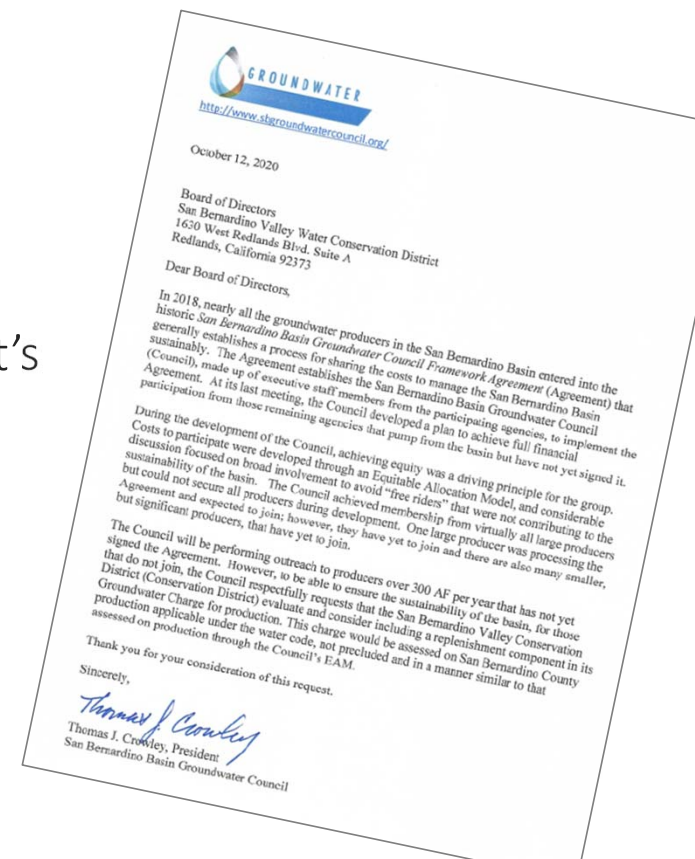 t's
GROUNDWATER
http://www.sbgroundwatercouncil.org/
October 12, 2020
Board of Directors
San Bernardino Valley Water Conservation District
1630 West Redlands Blvd. Suite A
Redlands, California 92373
Dear Board of Directors,
In 2018, nearly all the groundwater producers in the San Bernardino Basin entered into the
historic San Bernardino Basin Groundwater Council Framework Agreement (Agreement) that
generally establishes a process for sharing the costs to manage the San Bernardino Basin
sustainably. The Agreement establishes the San Bernardino Basin Groundwater Council
(Council), made up of executive staff members from the participating agencies, to implement the
Agreement. At its last meeting, the Council developed a plan to achieve full financial
participation from those remaining agencies that pump from the basin but have not yet signed it.
During the development of the Council, achieving equity was a driving principle for the group.
Costs to participate were developed through an Equitable Allocation Model, and considerable
discussion focused on broad involvement to avoid "free riders" that were not contributing to the
sustainability of the basin. The Council achieved membership from virtually all large producers
but could not secure all producers during development. One large producer was processing the
Agreement and expected to join; however, they have yet to join and there are also many smaller,
but significant producers, that have yet to join.
The Council will be performing outreach to producers over 300 AF per year that has not yet
signed the Agreement. However, to be able to ensure the sustainability of the basin, for those
that do not join, the Council respectfully requests that the San Bernardino Valley Conservation
District (Conservation District) evaluate and consider including a replenishment component in its
Groundwater Charge for production. This charge would be assessed on San Bernardino County
production applicable under the water code, not precluded and in a manner similar to that
assessed on production through the Council's EAM.
Thank you for your consideration of this request.
Sincerely,
Thomas J. Crowley
Thomas J. Crowley, President
San Bernardino Basin Groundwater Council